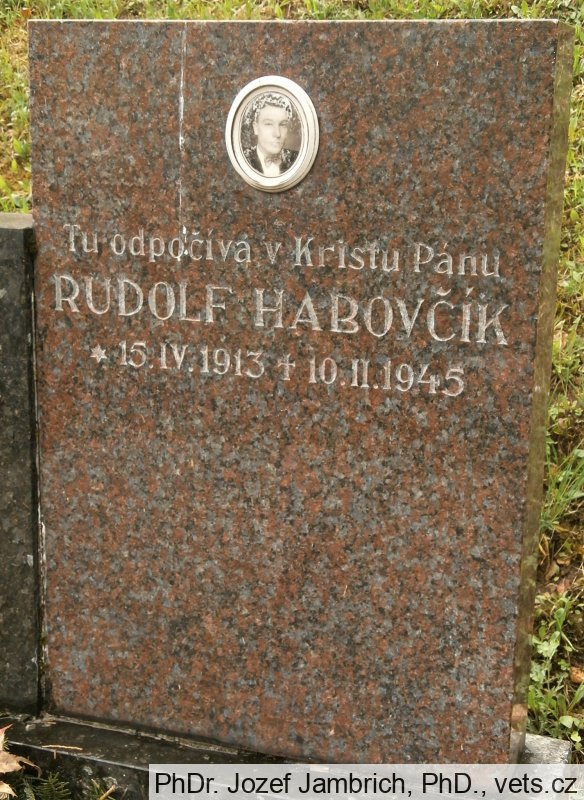 Tu odpočíva v Kristu Pánu
RUDOLF HABOVČÍK
* 15.IV.1913 † 10.II.1945
PhDr. Jozef Jambrich, PhD., vets.cz